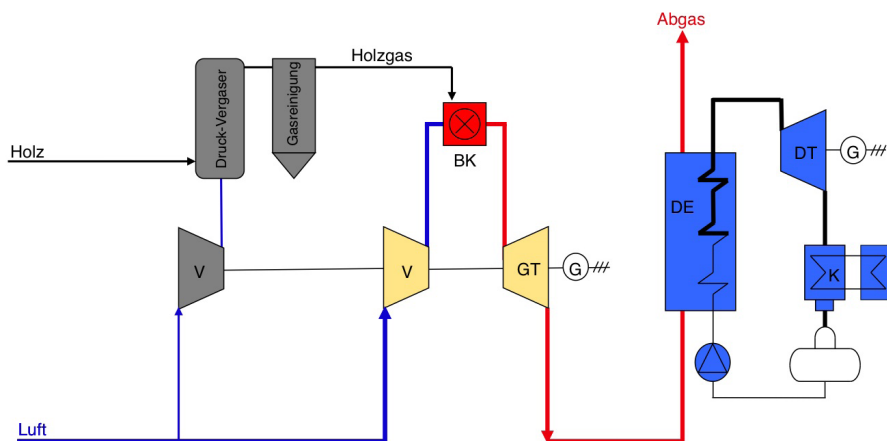 Abgas
Holzgas
Druck-Vergaser
Gasreinigung
Holz
BK
DT
G
DE
V
V
GT
G
K
Luft